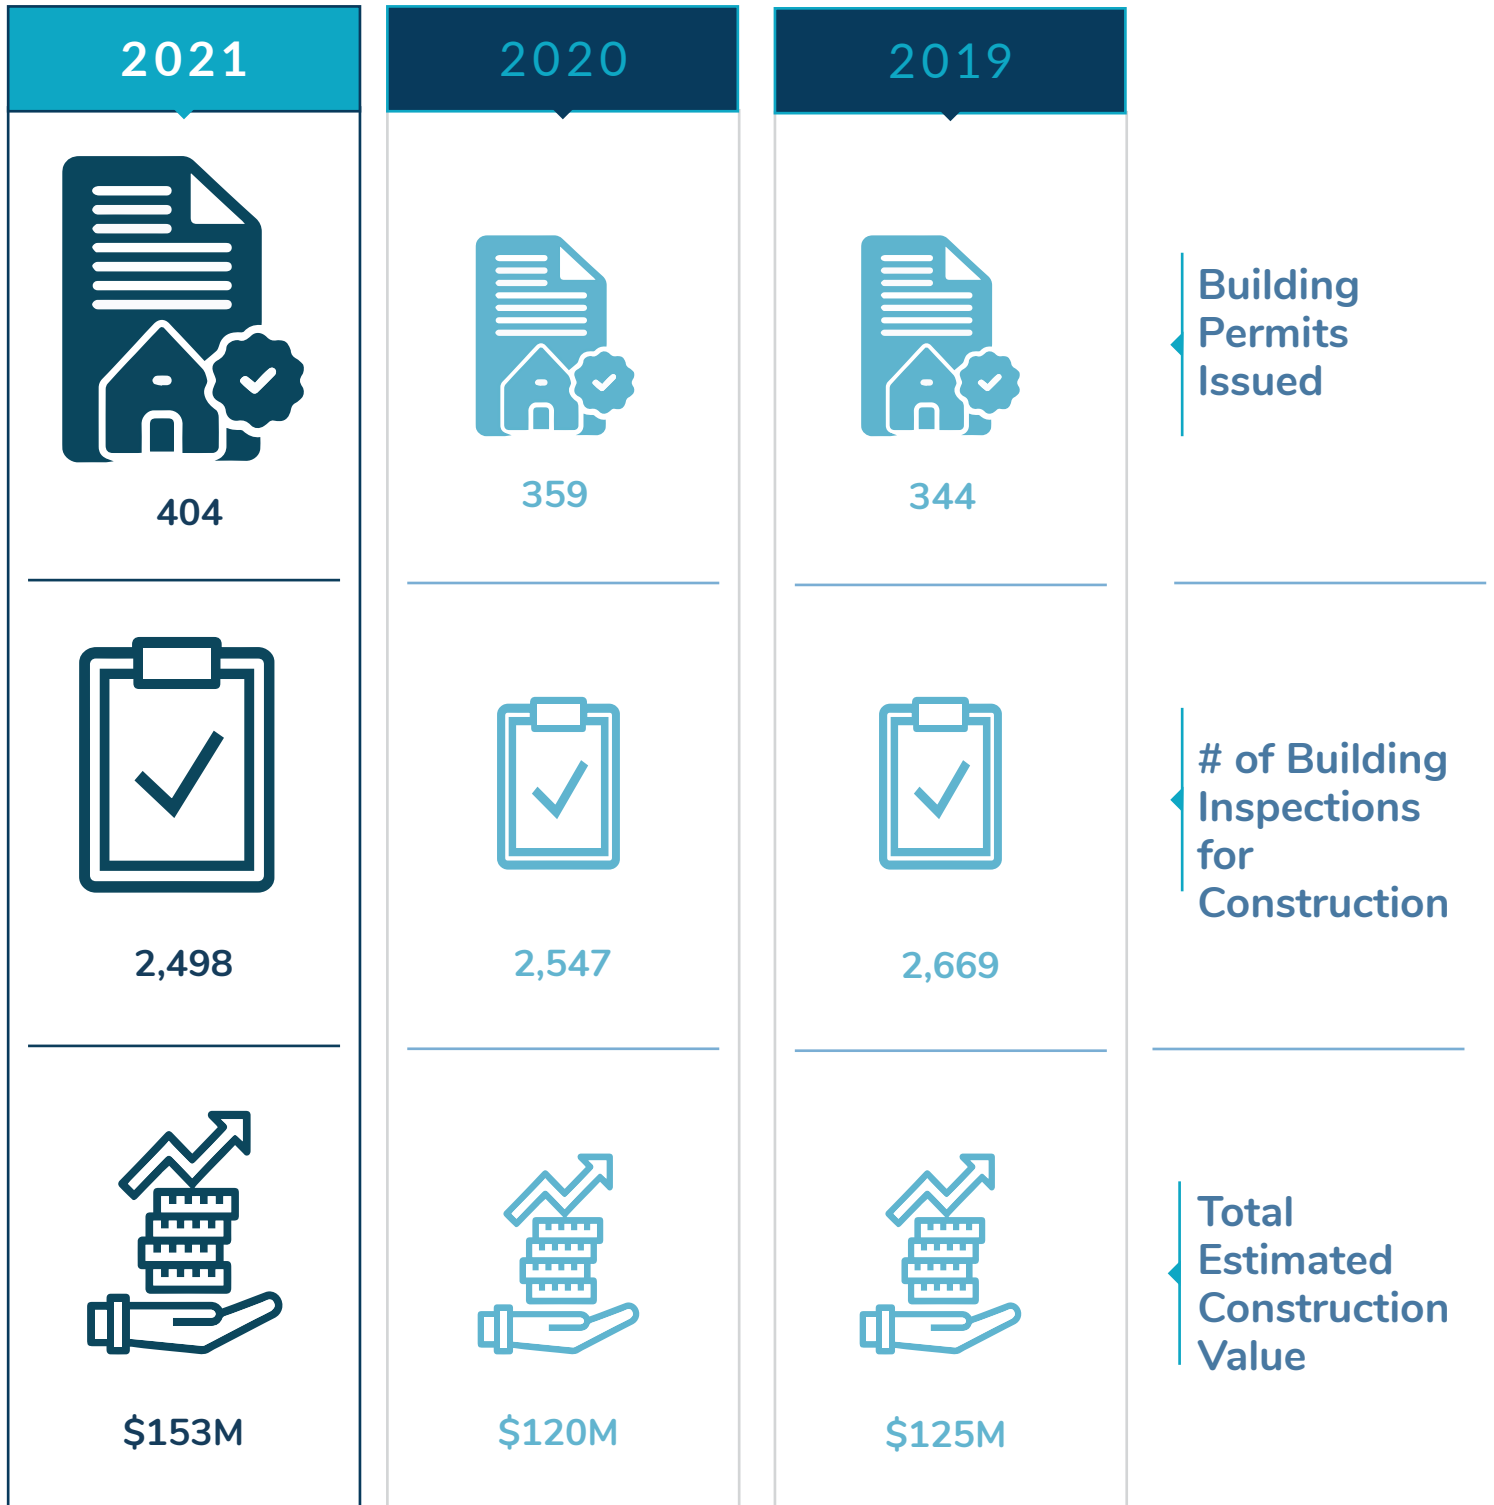 2021
2020
2019
404
359
344
Building
Permits
Issued
2,498
2,547
2,669
# of Building
Inspections
for
Construction
$153M
$120M
$125M
Total
Estimated
Construction
Value